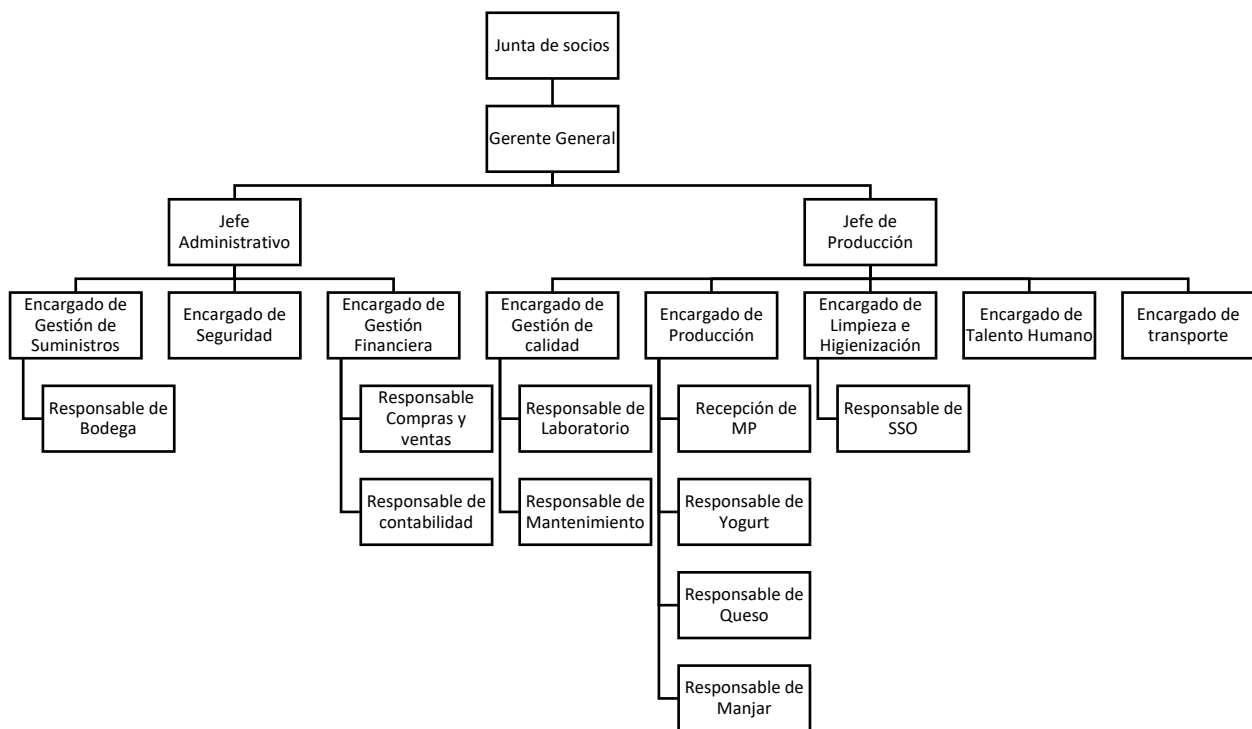 Junta de socios
Gerente General
Jefe
Administrativo
Jefe de
Producción
Encargado de
Gestión de
Suministros
Encargado de
Seguridad
Encargado de
Gestión
Financiera
Encargado de
Gestión de
calidad
Encargado de
Producción
Encargado de
Limpieza e
Higienización
Encargado de
Talento Humano
Encargado de
transporte
Responsable de
Bodega
Responsable
Compras y
ventas
Responsable de
Laboratorio
Recepción de
MP
Responsable de
SSO
Responsable de
contabilidad
Responsable de
Mantenimiento
Responsable de
Yogurt
Responsable de
Queso
Responsable de
Manjar